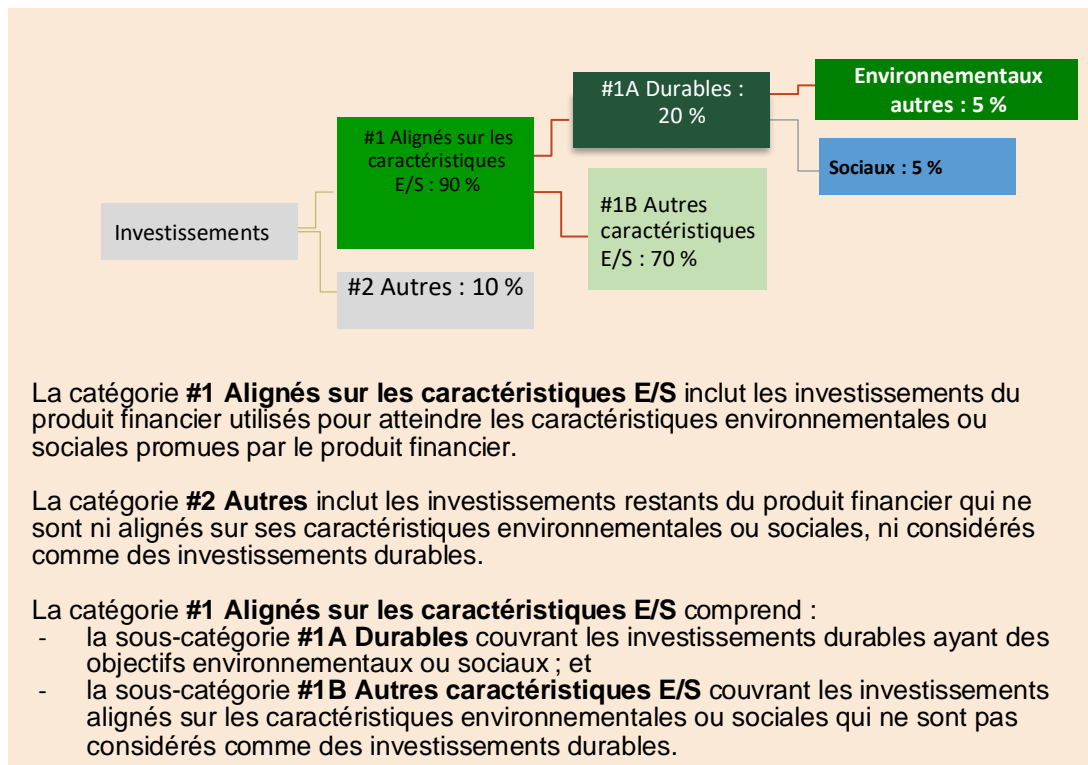 Environnementaux
autres : 5 %
#1A Durables :
20 %
#1 Alignés sur les
caractéristiques
E/S : 90 %
Sociaux : 5 %
#1B Autres
caractéristiques
E/S : 70 %
Investissements
#2 Autres : 10 %
La catégorie #1 Alignés sur les caractéristiques E/S inclut les investissements du
produit financier utilisés pour atteindre les caractéristiques environnementales ou
sociales promues par le produit financier.
La catégorie #2 Autres inclut les investissements restants du produit financier qui ne
sont ni alignés sur ses caractéristiques environnementales ou sociales, ni considérés
comme des investissements durables.
La catégorie #1 Alignés sur les caractéristiques E/S comprend :
- la sous-catégorie #1A Durables couvrant les investissements durables ayant des
objectifs environnementaux ou sociaux ; et
- la sous-catégorie #1B Autres caractéristiques E/S couvrant les investissements
alignés sur les caractéristiques environnementales ou sociales qui ne sont pas
considérés comme des investissements durables.